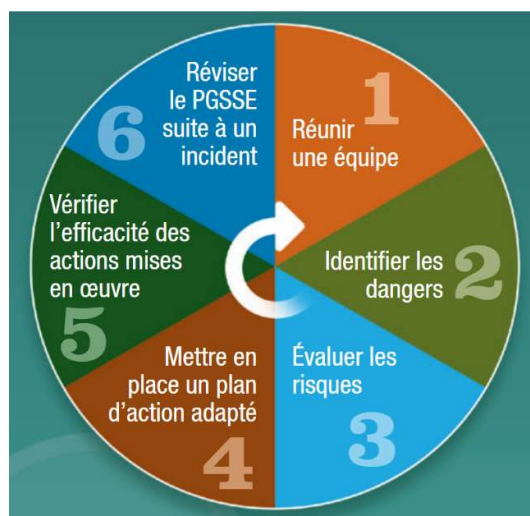 1
Réunir
une équipe
2
Identifier les
dangers
3
Évaluer les
risques
4
Mettre en
place un plan
d'action adapté
5
Vérifier
l'efficacité des
actions mises
en œuvre
6
Réviser
le PGSSE
suite à un
incident